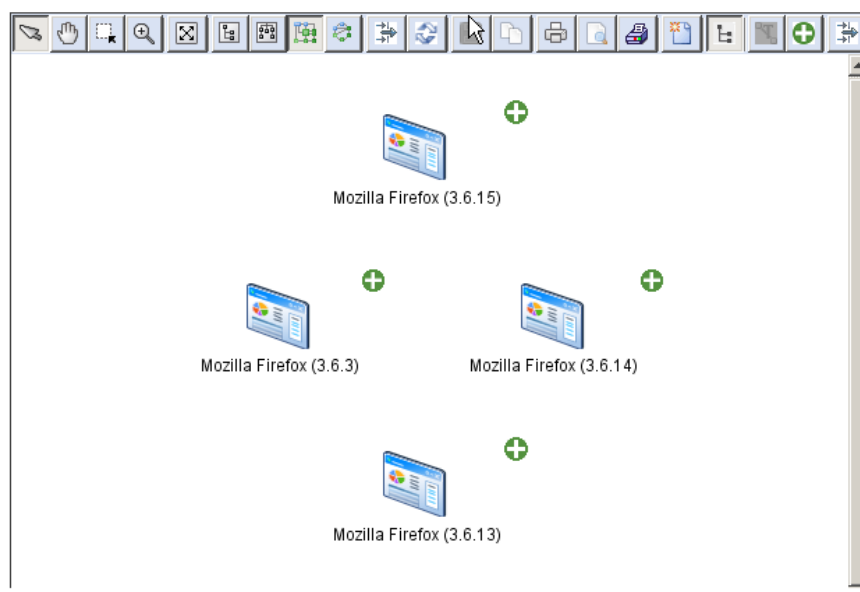 Mozilla Firefox (3.6.15)
Mozilla Firefox (3.6.3)
Mozilla Firefox (3.6.14)
Mozilla Firefox (3.6.13)